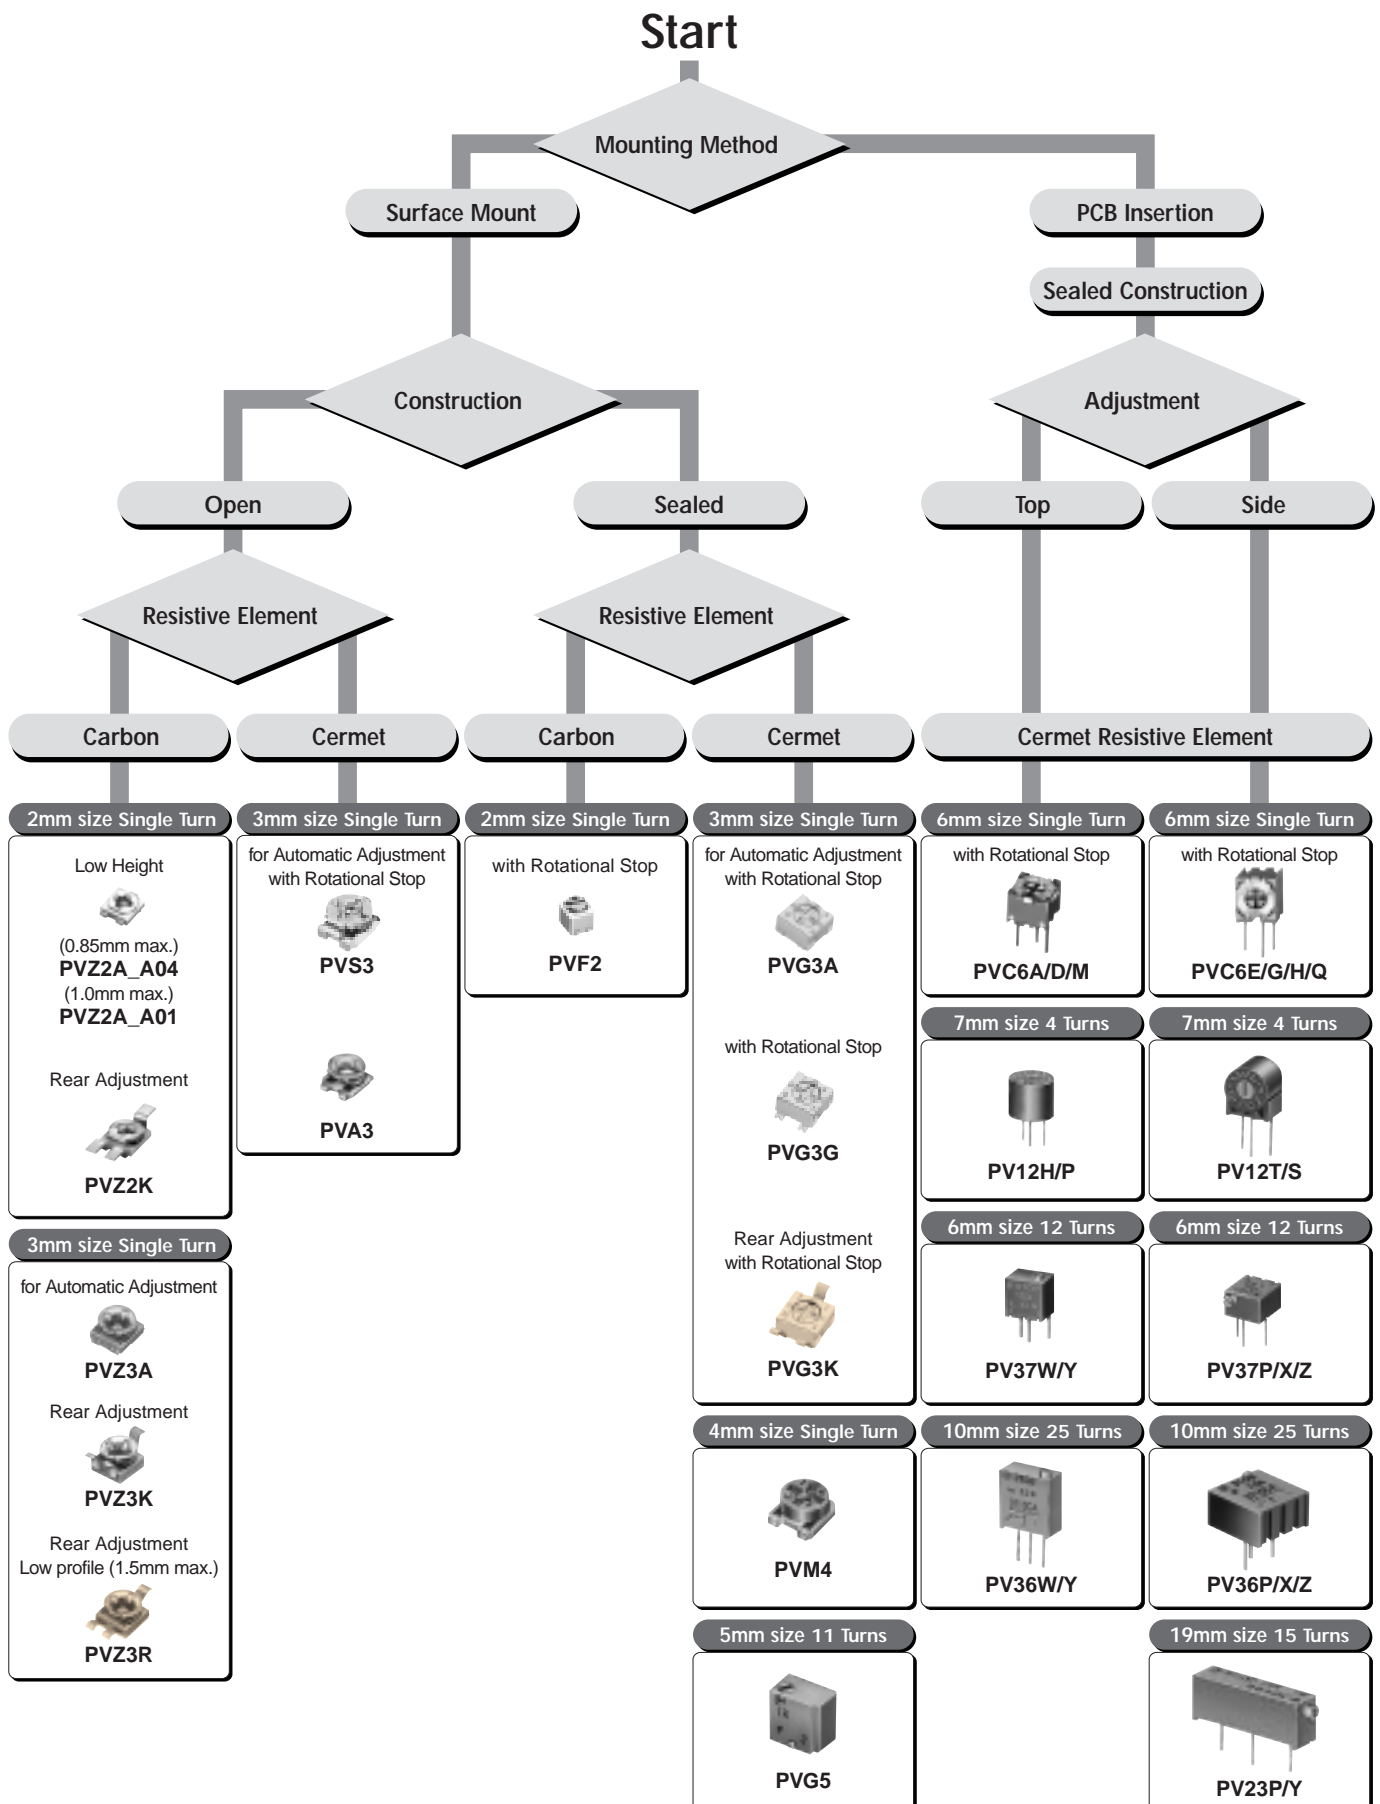 Start
Mounting Method
Surface Mount
PCB Insertion
Sealed Construction
Construction
Adjustment
Open
Sealed
Top
Side
Resistive Element
Resistive Element
Carbon
Cermet
Carbon
Cermet
Cermet Resistive Element
2mm size Single Turn
Low Height
(0.85mm max.)
PVZ2A_A04
(1.0mm max.)
PVZ2A_A01
Rear Adjustment
PVZ2K
3mm size Single Turn
for Automatic Adjustment
PVZ3A
Rear Adjustment
PVZ3K
Rear Adjustment
Low profile (1.5mm max.)
PVZ3R
3mm size Single Turn
for Automatic Adjustment
with Rotational Stop
PVS3
PVA3
2mm size Single Turn
with Rotational Stop
PVF2
3mm size Single Turn
for Automatic Adjustment
with Rotational Stop
PVG3A
with Rotational Stop
PVG3G
Rear Adjustment
with Rotational Stop
PVG3K
4mm size Single Turn
PVM4
5mm size 11 Turns
PVG5
6mm size Single Turn
with Rotational Stop
PVC6A/D/M
7mm size 4 Turns
PV12H/P
6mm size 12 Turns
PV37W/Y
10mm size 25 Turns
PV36W/Y
6mm size Single Turn
with Rotational Stop
PVC6E/G/H/Q
7mm size 4 Turns
PV12T/S
6mm size 12 Turns
PV37P/X/Z
10mm size 25 Turns
PV36P/X/Z
19mm size 15 Turns
PV23P/Y